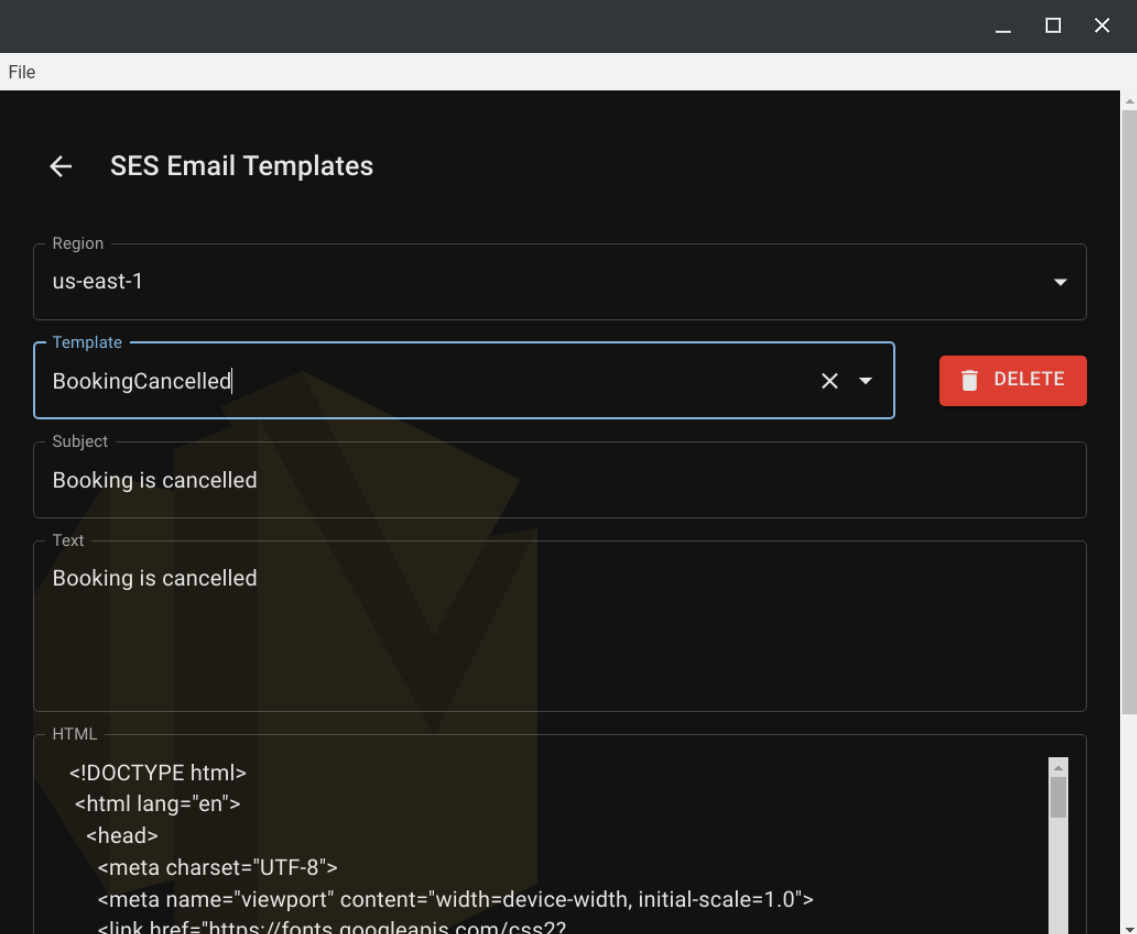 File
SES Email Templates
Region
us-east-1
Template
BookingCancelled
DELETE
Subject
Booking is cancelled
Text
Booking is cancelled
HTML
<!DOCTYPE html>
<html lang="en">
<head>
<meta charset="UTF-8">
<meta name="viewport" content="width=device-width, initial-scale=1.0">
<link href="https://fonts.googleapis.com/css2?